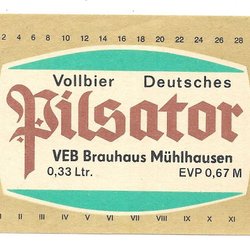 2 4 6 8 10 12 14 16 18 20 22 24 26 28
Vollbier Deutsches
Pilsator
VEB Brauhaus Mühlhausen
0,33 Ltr. EVP 0,67 M
I II III IV V VI VII VIII IX X XI